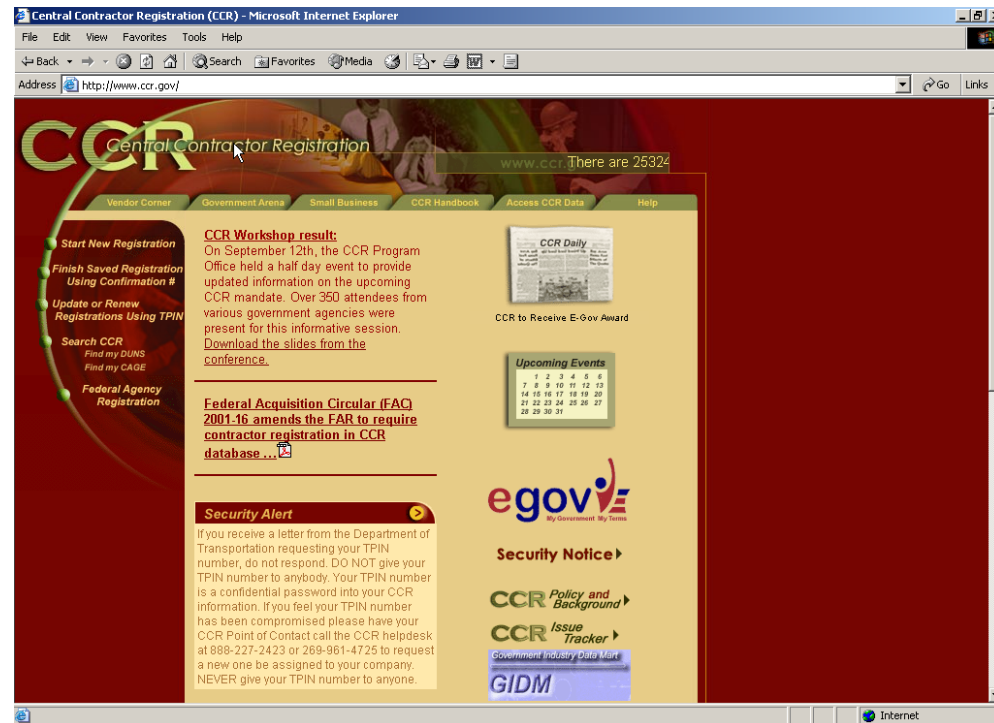 Central Contractor Registration (CCR) - Microsoft Internet Explorer
File Edit View Favorites Tools Help
Back Search Favorites Media
Address http://www.ccr.gov/ Go Links
CCR
Central Contractor Registration
www.ccr.g There are 25324
Vendor Corner Government Arena Small Business CCR Handbook Access CCR Data Help
Start New Registration
Finish Saved Registration
Using Confirmation #
Update or Renew
Registrations Using TPIN
Search CCR
Find my DUNS
Find my CAGE
Federal Agency
Registration
CCR Workshop result:
On September 12th, the CCR Program
Office held a half day event to provide
updated information on the upcoming
CCR mandate. Over 350 attendees from
various government agencies were
present for this informative session.
Download the slides from the
conference.
Federal Acquisition Circular (FAC)
2001-16 amends the FAR to require
contractor registration in CCR
database ...
Security Alert
If you receive a letter from the Department of
Transportation requesting your TPIN
number, do not respond. DO NOT give your
TPIN number to anybody. Your TPIN number
is a confidential password into your CCR
information. If you feel your TPIN number
has been compromised please have your
CCR Point of Contact call the CCR helpdesk
at 888-227-2423 or 269-961-4725 to request
a new one be assigned to your company.
NEVER give your TPIN number to anyone.
CCR Daily
CCR to Receive E-Gov Award
Upcoming Events
1 2 3 4 5 6
7 8 9 10 11 12 13
14 15 16 17 18 19 20
21 22 23 24 25 26 27
28 29 30 31
egov
My Government My Terms
Security Notice
CCR Policy and
Background
CCR Issue
Tracker
Government Industry Data Mart
GIDM
Internet